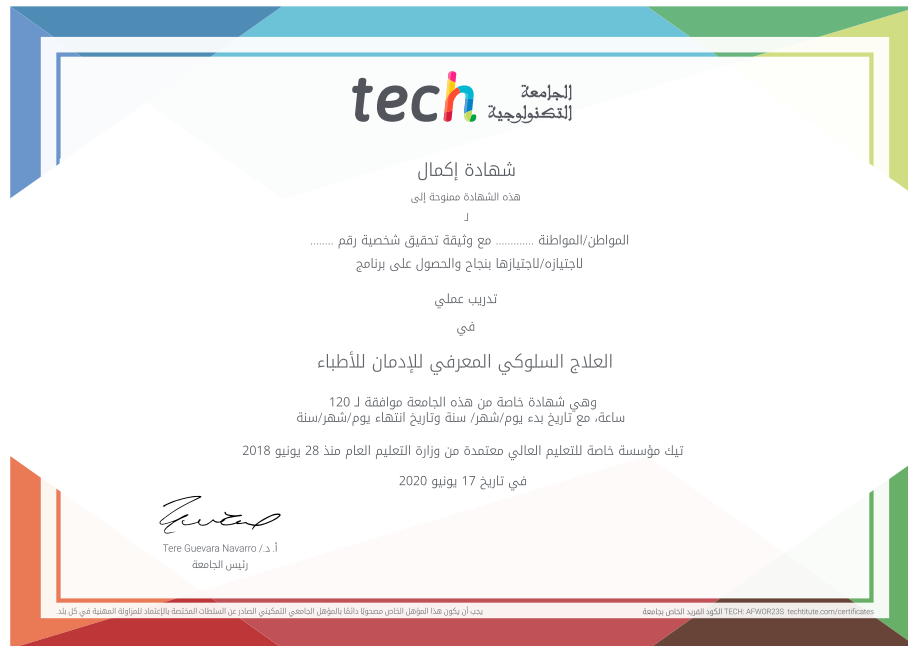 tech
الجامعة
التكنولوجية
شهادة إكمال
هذه الشهادة ممنوحة إلى
لـ
المواطن/المواطنة ............ مع وثيقة تحقيق شخصية رقم ........
لاجتيازه/لاجتيازها بنجاح والحصول على برنامج
تدريب عملي
في
العلاج السلوكي المعرفي للإدمان للأطباء
وهي شهادة خاصة من هذه الجامعة موافقة لـ 120
ساعة، مع تاريخ بدء يوم/شهر/ سنة وتاريخ انتهاء يوم/شهر/سنة
تيك مؤسسة خاصة للتعليم العالي معتمدة من وزارة التعليم العام منذ 28 يونيو 2018
في تاريخ 17 يونيو 2020
أ. د./ Tere Guevara Navarro
رئيس الجامعة
يجب أن يكون هذا المؤهل الخاص مصحوبًا دائمًا بالمؤهل الجامعي التمكيني الصادر عن السلطات المختصة بالإعتماد للمزاولة المهنية في كل بلد.
الكود الفريد الخاص بجامعة TECH: AFWOR23S techtitute.com/certificates